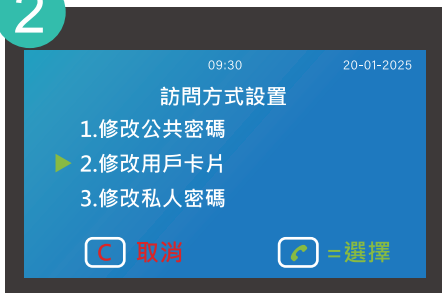 2
09:30 20-01-2025
訪問方式設置
1.修改公共密碼
2.修改用戶卡片
3.修改私人密碼
C 取消 =選擇